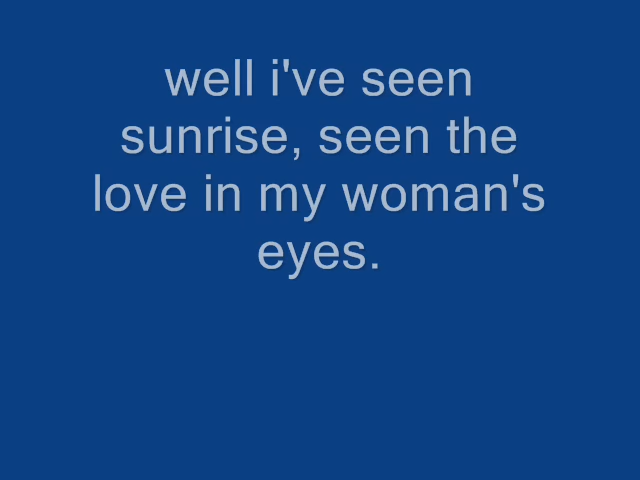 well i've seen
sunrise, seen the
love in my woman's
eyes.